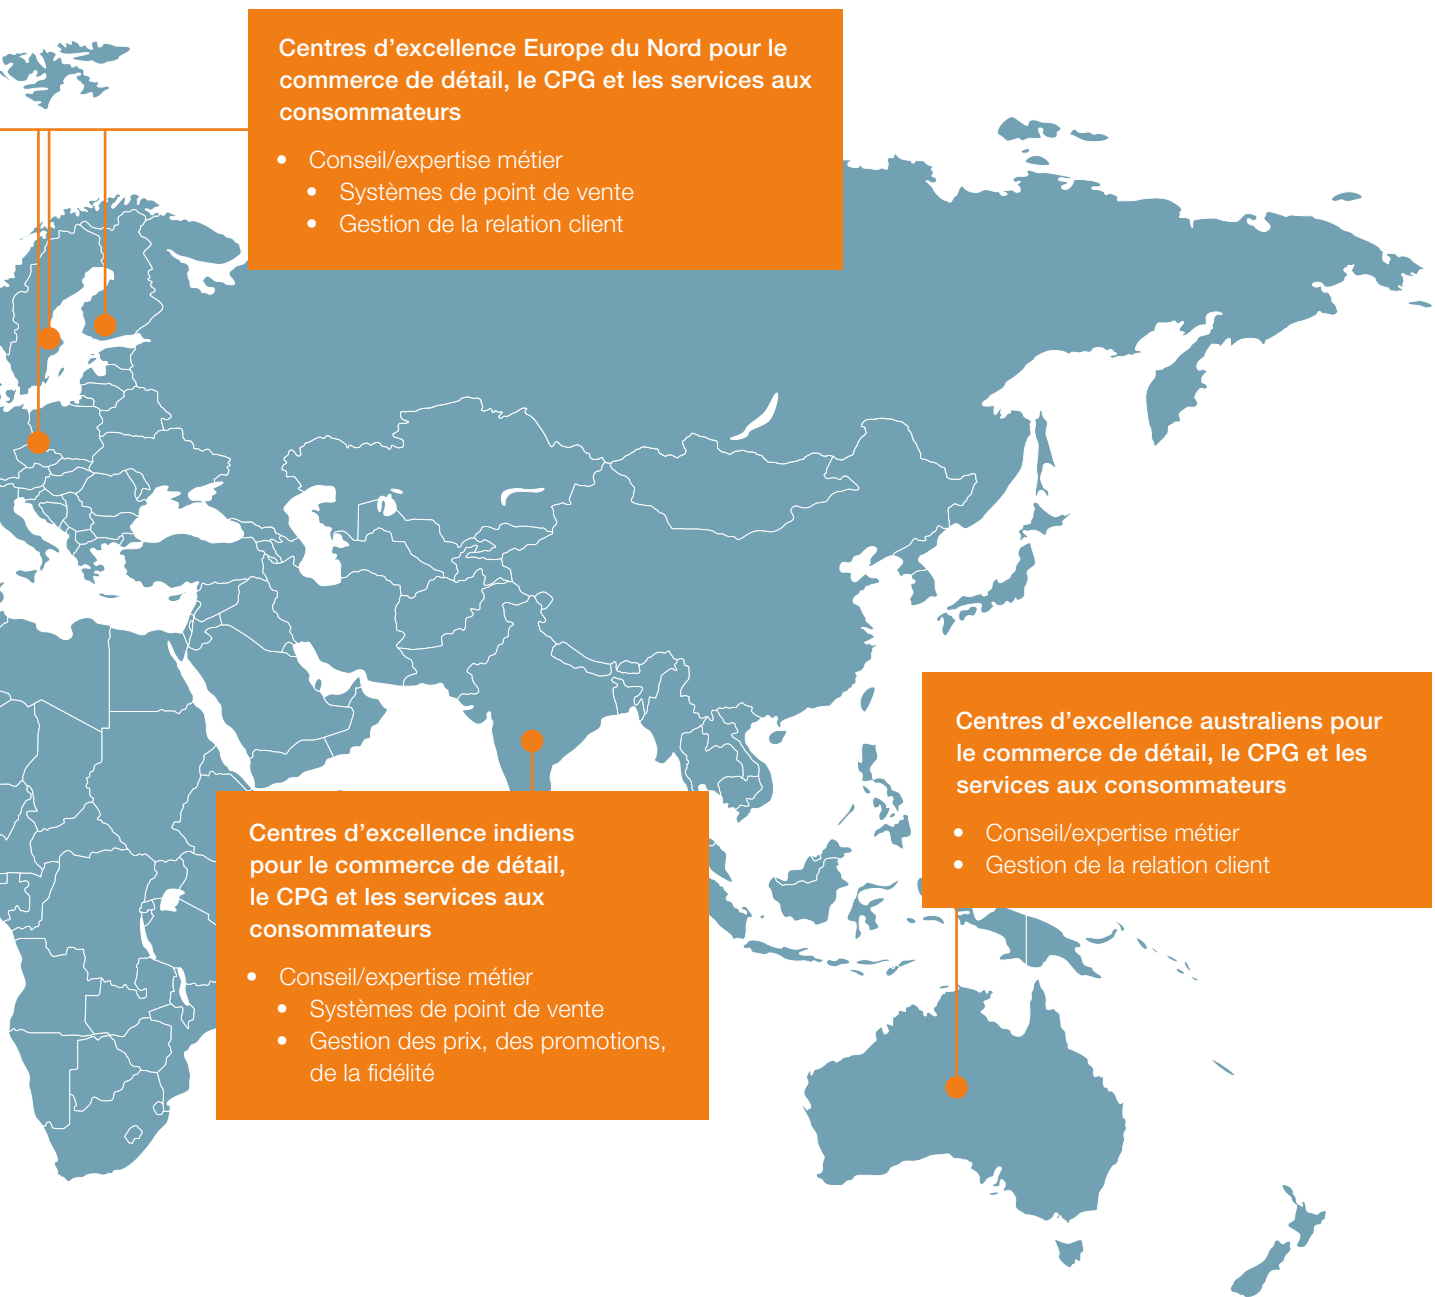 Centres d’excellence Europe du Nord pour le
commerce de détail, le CPG et les services aux
consommateurs
• Conseil/expertise métier
• Systèmes de point de vente
• Gestion de la relation client
Centres d’excellence indiens
pour le commerce de détail,
le CPG et les services aux
consommateurs
• Conseil/expertise métier
• Systèmes de point de vente
• Gestion des prix, des promotions,
de la fidélité
Centres d’excellence australiens pour
le commerce de détail, le CPG et les
services aux consommateurs
• Conseil/expertise métier
• Gestion de la relation client